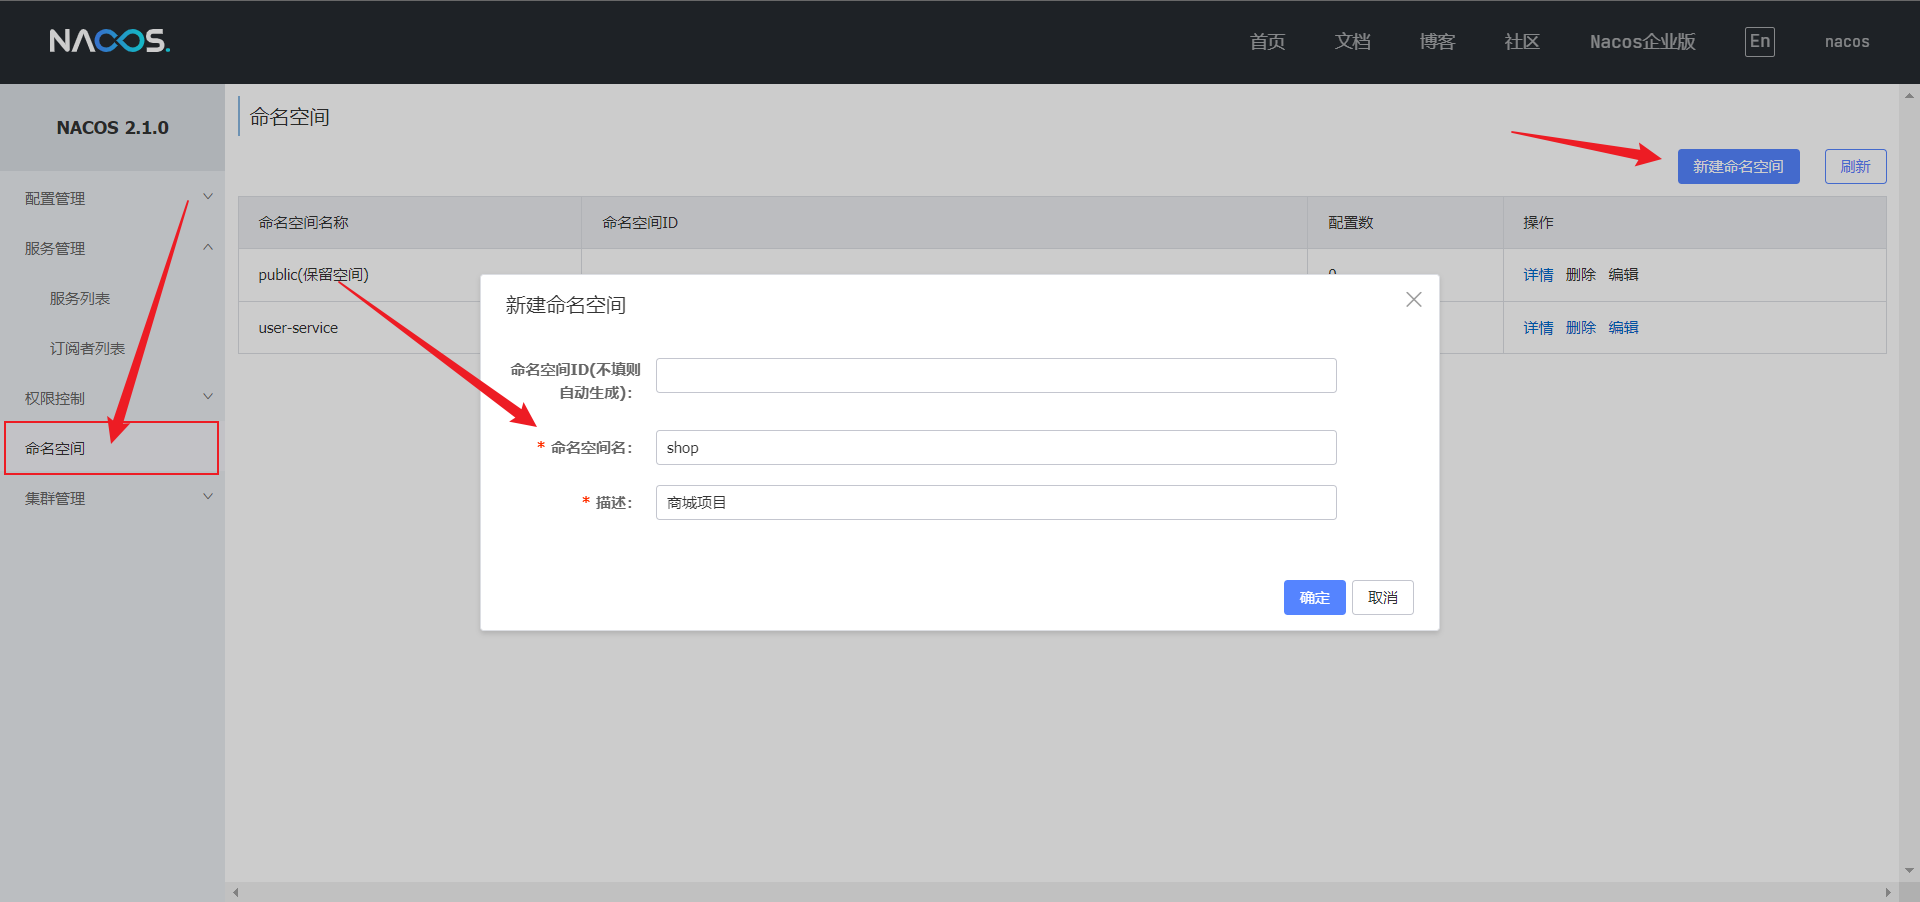 NACOS.
首页 文档 博客 社区 Nacos企业版 En nacos
NACOS 2.1.0
配置管理
服务管理
服务列表
订阅者列表
权限控制
命名空间
集群管理
命名空间
新建命名空间 刷新
命名空间名称 命名空间ID 配置数 操作
public(保留空间) 0 详情 删除 编辑
user-service 详情 删除 编辑
新建命名空间
命名空间ID(不填则
自动生成):
* 命名空间名: shop
* 描述: 商城项目
确定 取消